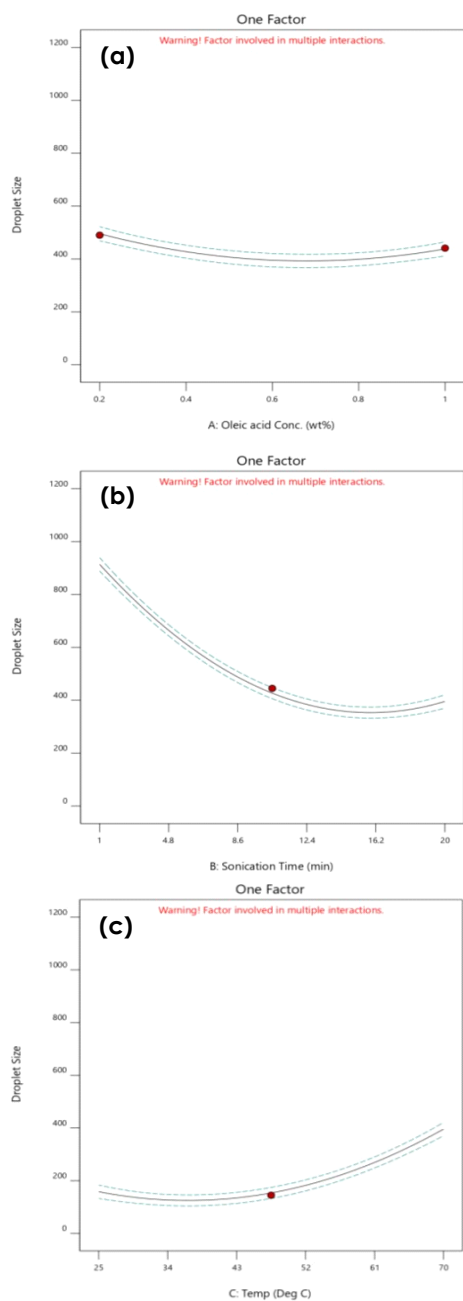 One Factor
Warning! Factor involved in multiple interactions.
(a)
1200
1000
800
600
400
200
0
Droplet Size
0.2 0.4 0.6 0.8 1
A: Oleic acid Conc. (wt%)
One Factor
Warning! Factor involved in multiple interactions.
(b)
1200
1000
800
600
400
200
0
Droplet Size
1 4.8 8.6 12.4 16.2 20
B: Sonication Time (min)
One Factor
Warning! Factor involved in multiple interactions.
(c)
1200
1000
800
600
400
200
0
Droplet Size
25 34 43 52 61 70
C: Temp (Deg C)